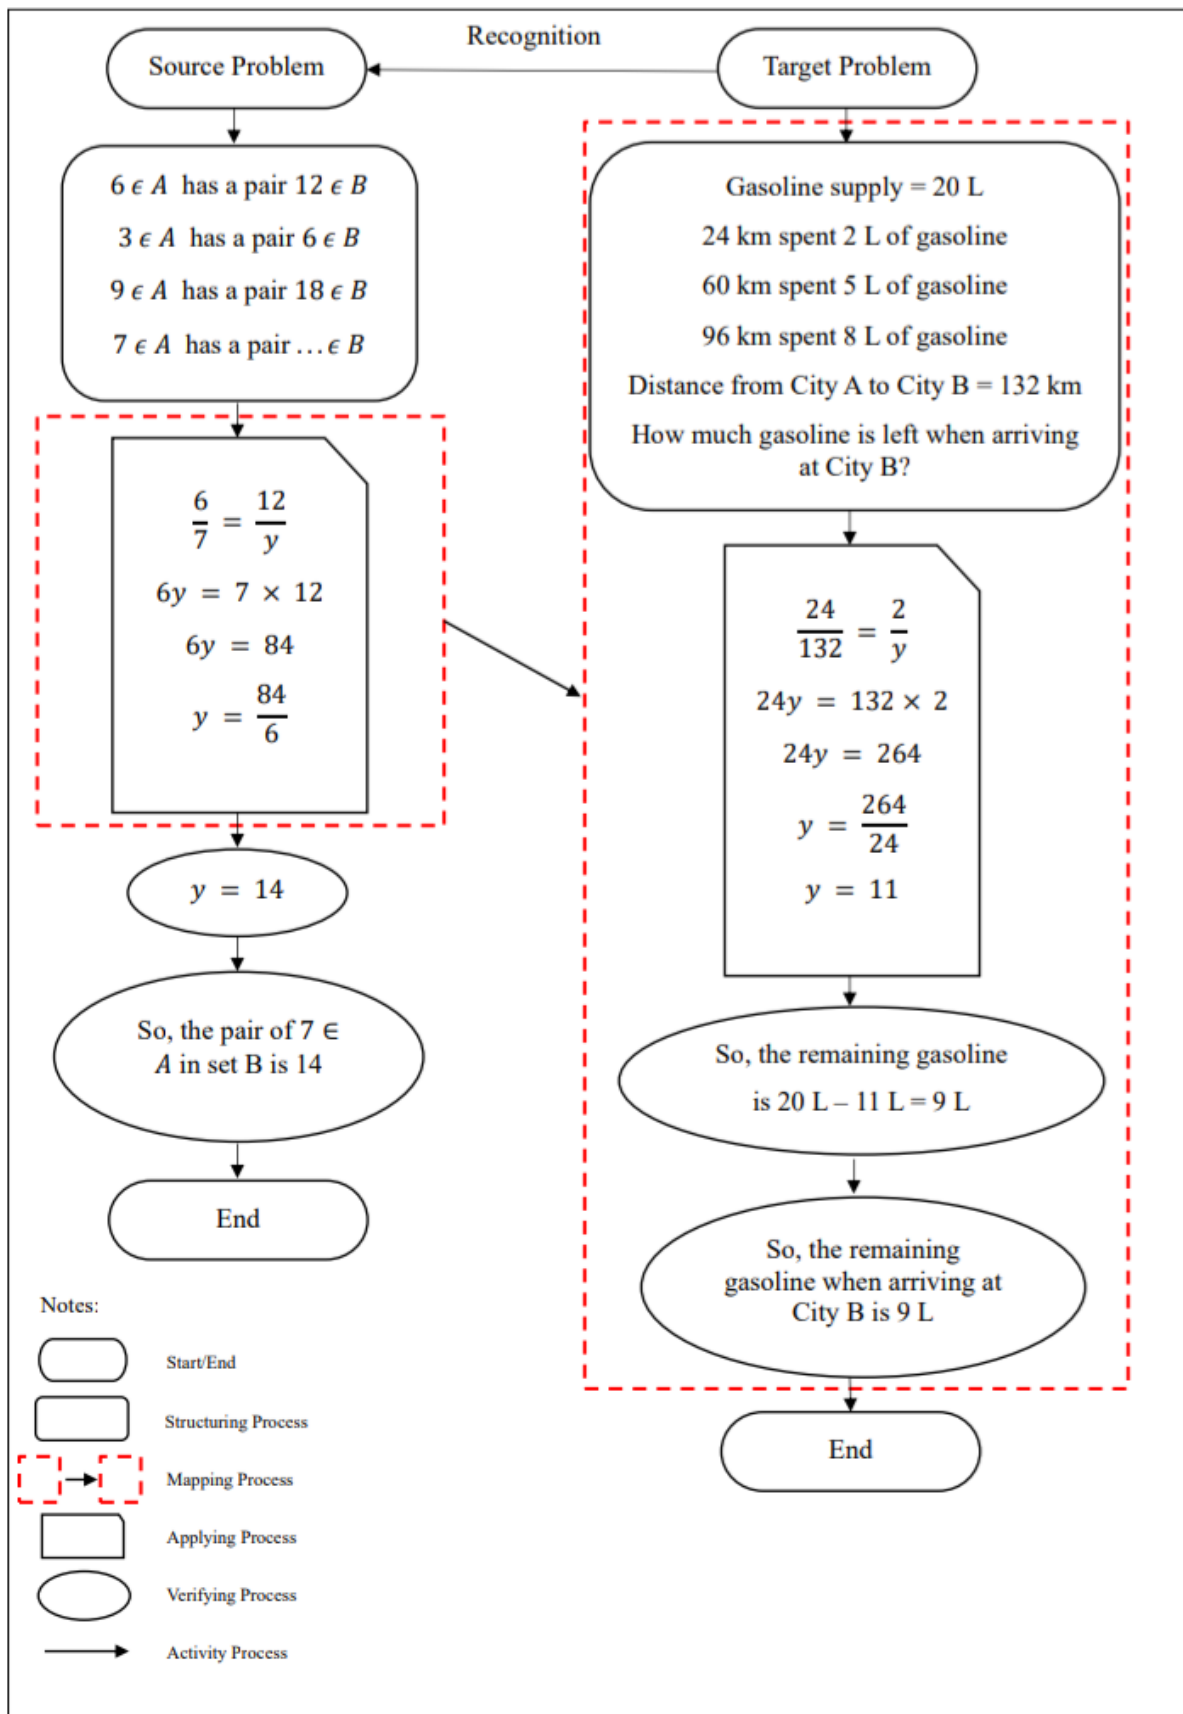 Recognition
Source Problem
Target Problem
6 ϵ A has a pair 12 ϵ B
3 ϵ A has a pair 6 ϵ B
9 ϵ A has a pair 18 ϵ B
7 ϵ A has a pair … ϵ B
6/7 = 12/y
6y = 7 × 12
6y = 84
y = 84/6
y = 14
So, the pair of 7 ∈
A in set B is 14
End
Gasoline supply = 20 L
24 km spent 2 L of gasoline
60 km spent 5 L of gasoline
96 km spent 8 L of gasoline
Distance from City A to City B = 132 km
How much gasoline is left when arriving
at City B?
24/132 = 2/y
24y = 132 × 2
24y = 264
y = 264/24
y = 11
So, the remaining gasoline
is 20 L – 11 L = 9 L
So, the remaining
gasoline when arriving at
City B is 9 L
End
Notes:
Start/End
Structuring Process
Mapping Process
Applying Process
Verifying Process
Activity Process